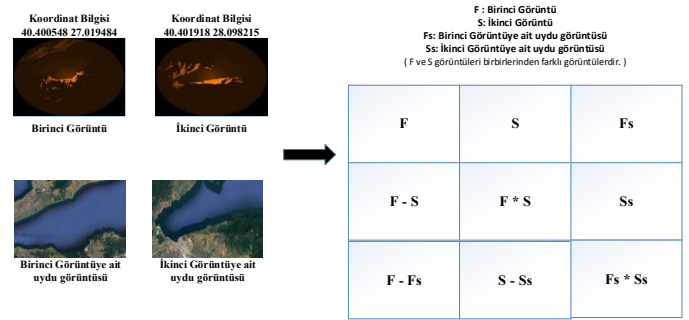 Koordinat Bilgisi
40.400548 27.019484
Koordinat Bilgisi
40.401918 28.098215
Birinci Görüntü
İkinci Görüntü
Birinci Görüntüye ait
uydu görüntüsü
İkinci Görüntüye ait
uydu görüntüsü
F : Birinci Görüntü
S: İkinci Görüntü
Fs: Birinci Görüntüye ait uydu görüntüsü
Ss: İkinci Görüntüye ait uydu görüntüsü
( F ve S görüntüleri birbirlerinden farklı görüntülerdir. )
F
S
Fs
F - S
F * S
Ss
F - Fs
S - Ss
Fs * Ss